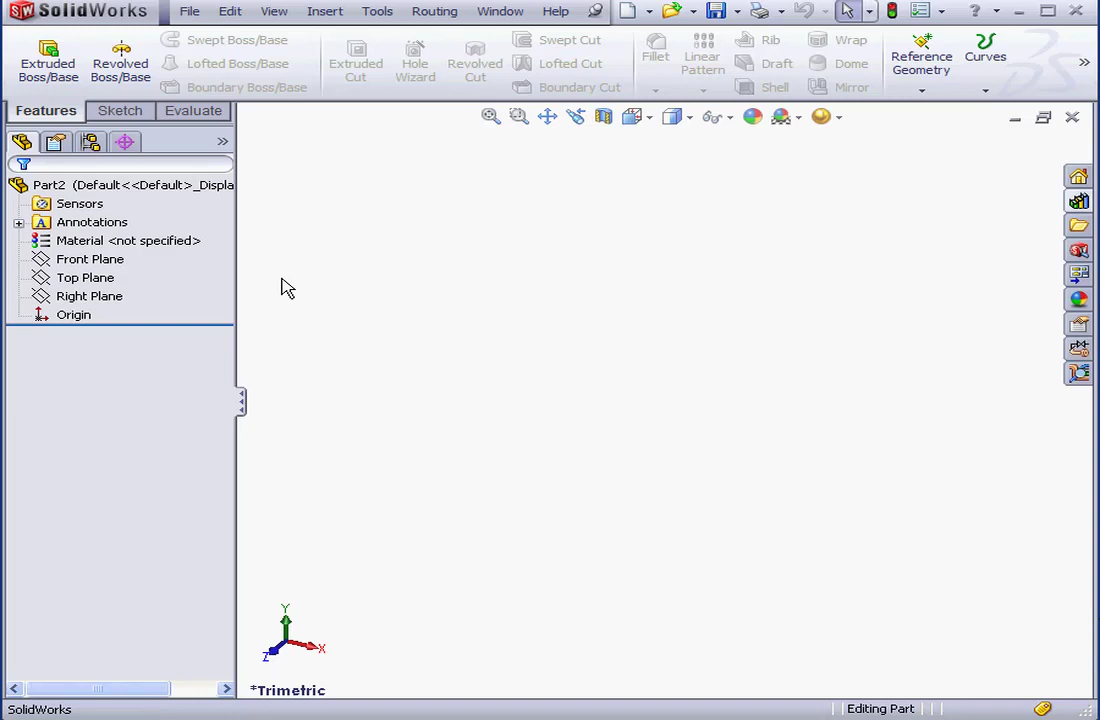 SolidWorks File Edit View Insert Tools Routing Window Help
Extruded Boss/Base
Revolved Boss/Base
Swept Boss/Base
Lofted Boss/Base
Boundary Boss/Base
Extruded Cut
Hole Wizard
Revolved Cut
Swept Cut
Lofted Cut
Boundary Cut
Fillet
Linear Pattern
Rib
Draft
Shell
Wrap
Dome
Mirror
Reference Geometry
Curves
Features Sketch Evaluate
Part2 (Default<<Default>_Displa
Sensors
A Annotations
Material <not specified>
Front Plane
Top Plane
Right Plane
Origin
Y
X
Z
*Trimetric
SolidWorks Editing Part